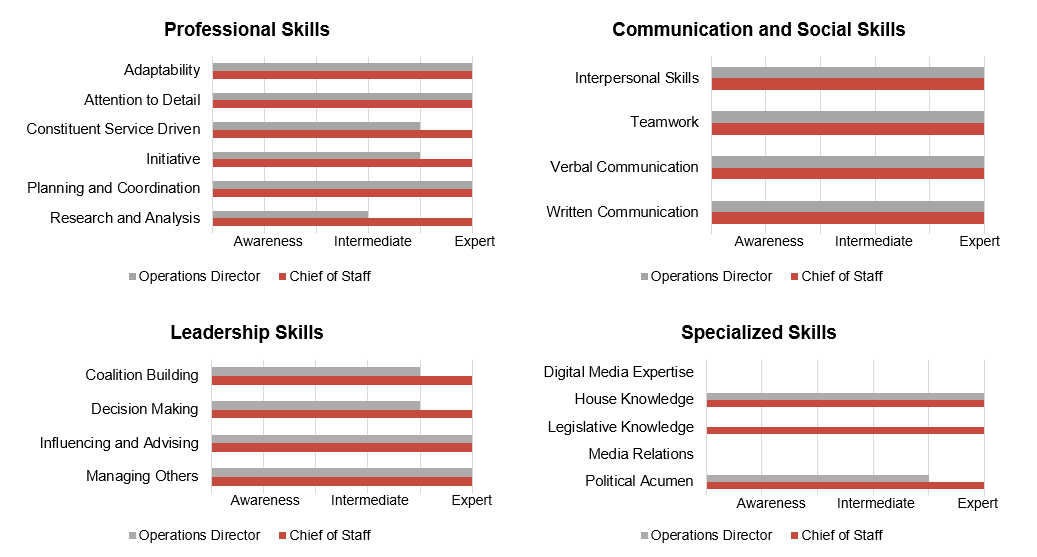 Professional Skills
Adaptability
Attention to Detail
Constituent Service Driven
Initiative
Planning and Coordination
Research and Analysis
Awareness Intermediate Expert
Operations Director Chief of Staff
Communication and Social Skills
Interpersonal Skills
Teamwork
Verbal Communication
Written Communication
Awareness Intermediate Expert
Operations Director Chief of Staff
Leadership Skills
Coalition Building
Decision Making
Influencing and Advising
Managing Others
Awareness Intermediate Expert
Operations Director Chief of Staff
Specialized Skills
Digital Media Expertise
House Knowledge
Legislative Knowledge
Media Relations
Political Acumen
Awareness Intermediate Expert
Operations Director Chief of Staff